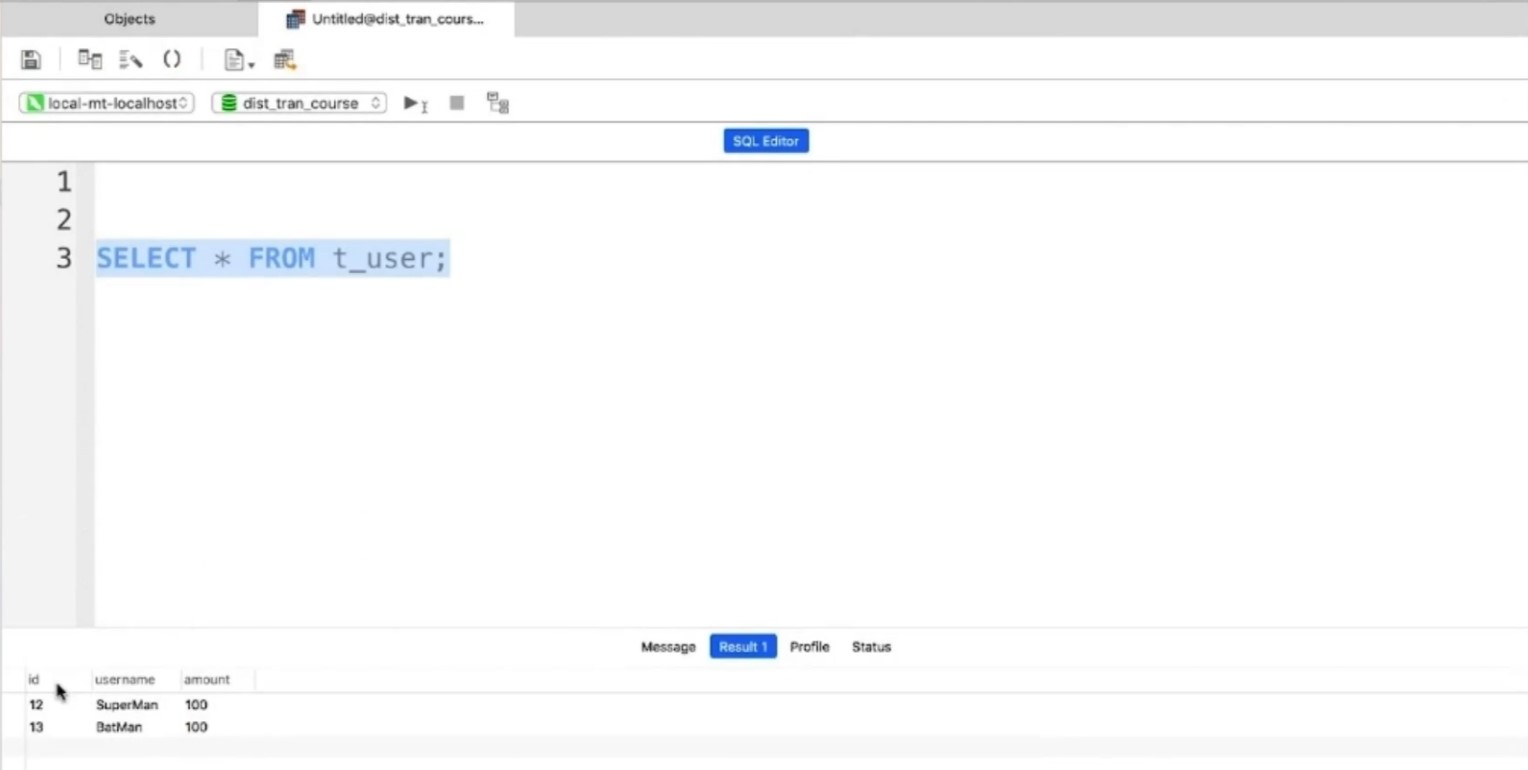 Objects Untitled@dist_tran_cours...
local-mt-localhost dist_tran_course
SQL Editor
1
2
3 SELECT * FROM t_user;
Message Result 1 Profile Status
id username amount
12 SuperMan 100
13 BatMan 100